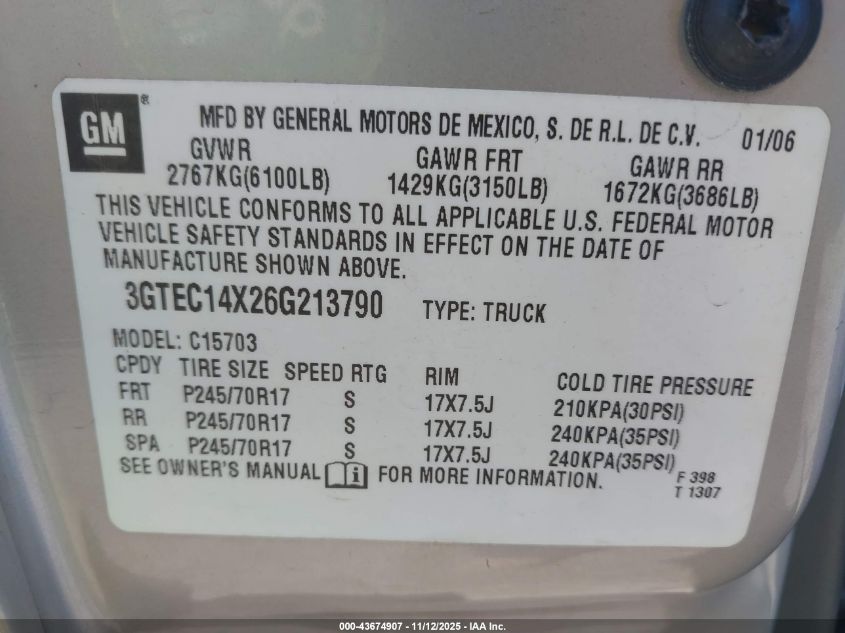 GM®
MFD BY GENERAL MOTORS DE MEXICO, S. DE R.L. DE C.V. 01/06
GVWR GAWR FRT GAWR RR
2767KG(6100LB) 1429KG(3150LB) 1672KG(3686LB)
THIS VEHICLE CONFORMS TO ALL APPLICABLE U.S. FEDERAL MOTOR
VEHICLE SAFETY STANDARDS IN EFFECT ON THE DATE OF
MANUFACTURE SHOWN ABOVE.
3GTEC14X26G213790 TYPE: TRUCK
MODEL: C15703
CPDY TIRE SIZE SPEED RTG RIM COLD TIRE PRESSURE
FRT P245/70R17 S 17X7.5J 210KPA(30PSI)
RR P245/70R17 S 17X7.5J 240KPA(35PSI)
SPA P245/70R17 S 17X7.5J 240KPA(35PSI)
SEE OWNER'S MANUAL i FOR MORE INFORMATION.
F 398
T 1307
000-43674907 - 11/12/2025 - IAA Inc.